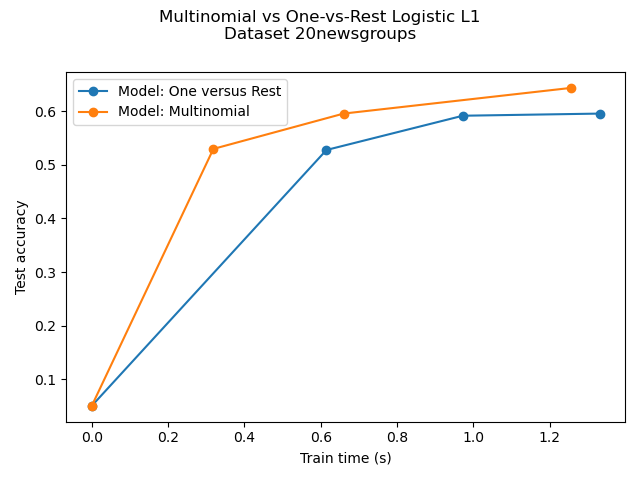 Multinomial vs One-vs-Rest Logistic L1
Dataset 20newsgroups
Model: One versus Rest
Model: Multinomial
Test accuracy
0.6
0.5
0.4
0.3
0.2
0.1
0.0 0.2 0.4 0.6 0.8 1.0 1.2
Train time (s)